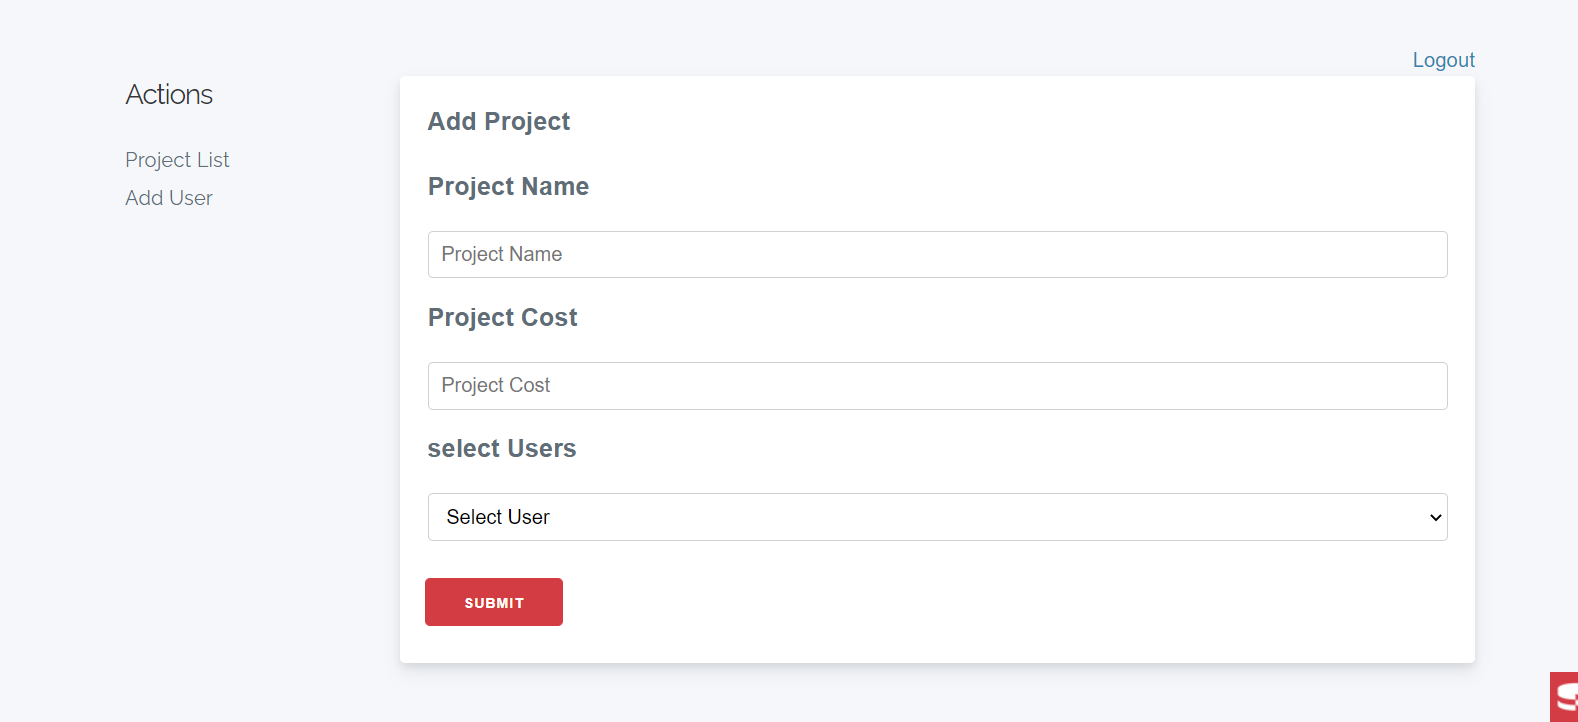 Logout
Actions
Project List
Add User
Add Project
Project Name
Project Name
Project Cost
Project Cost
select Users
Select User
SUBMIT